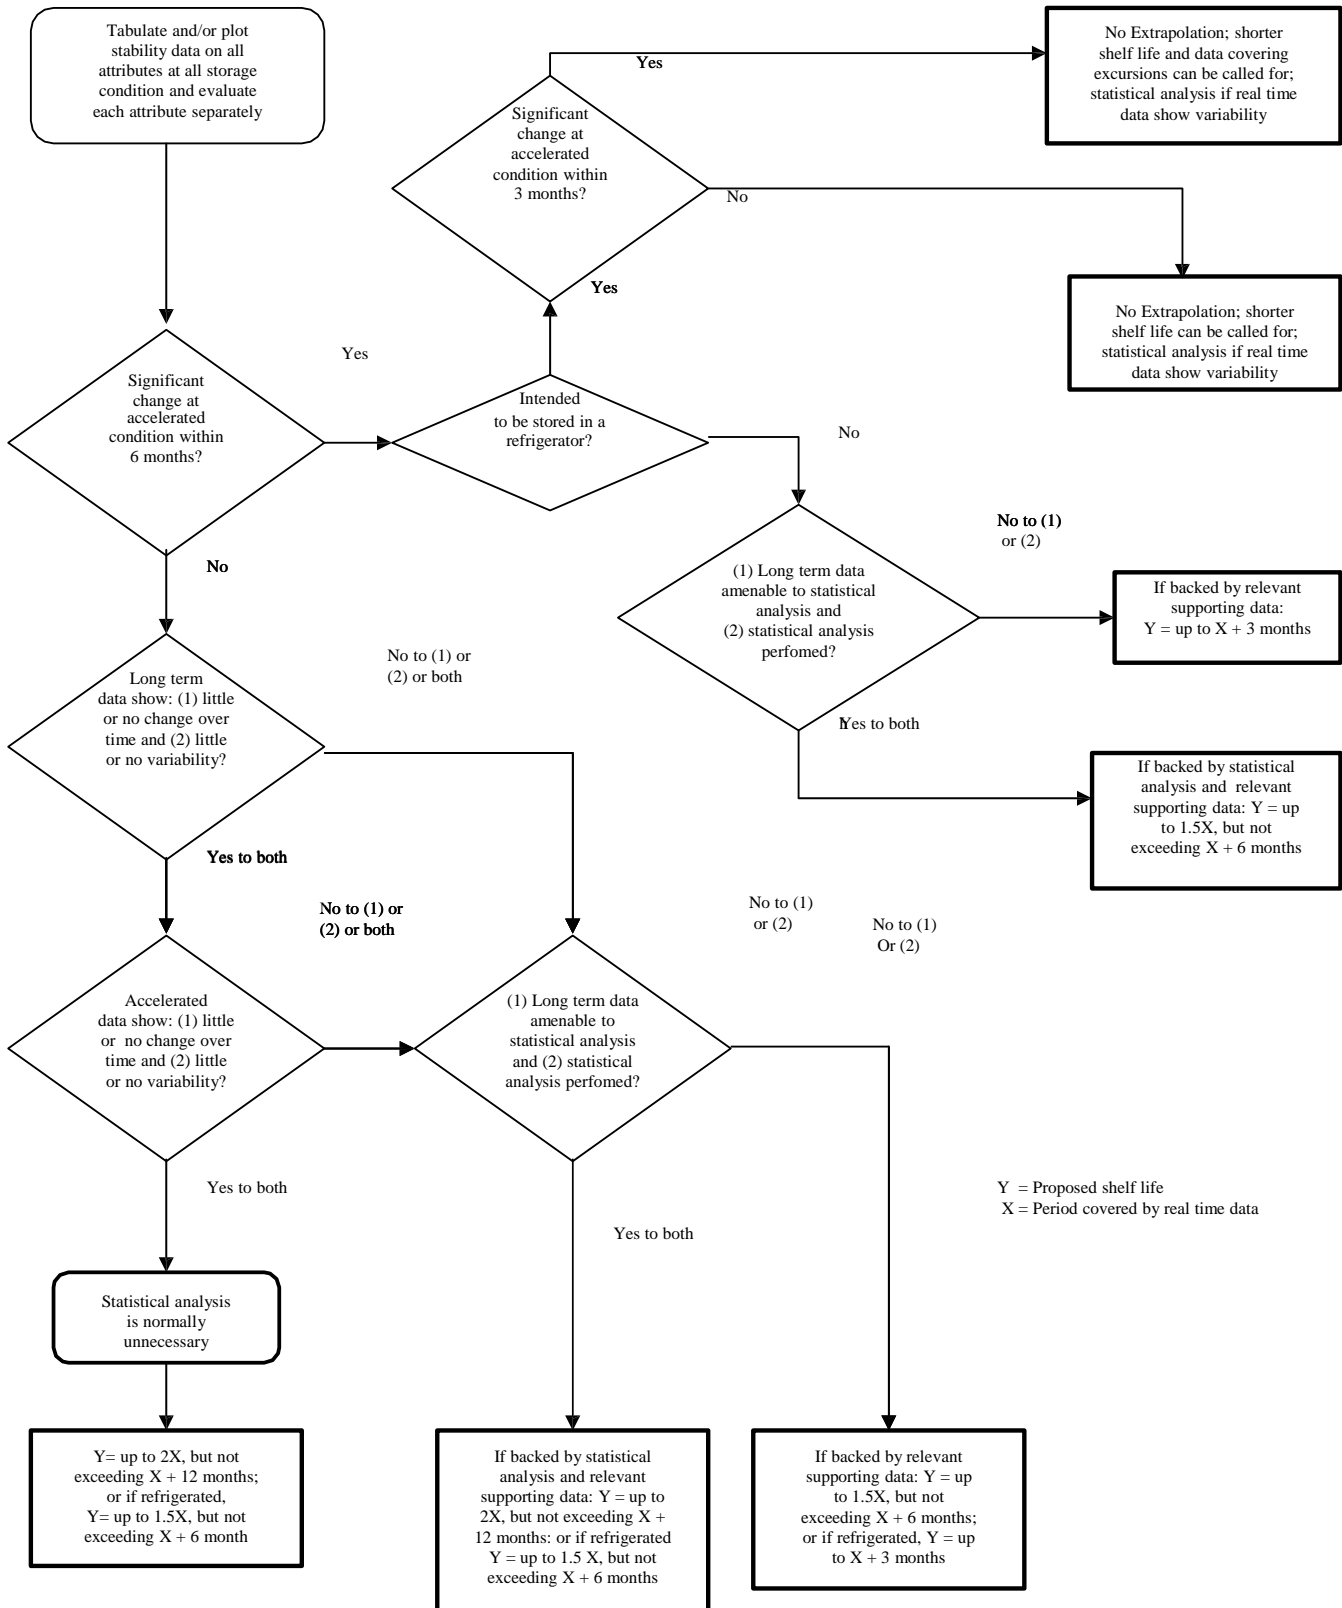 Tabulate and/or plot
stability data on all
attributes at all storage
condition and evaluate
each attribute separately
Yes
No Extrapolation; shorter
shelf life and data covering
excursions can be called for;
statistical analysis if real time
data show variability
Significant
change at
accelerated
condition within
3 months?
No
Yes
No Extrapolation; shorter
shelf life can be called for;
statistical analysis if real time
data show variability
Yes
Significant
change at
accelerated
condition within
6 months?
Intended
to be stored in a
refrigerator?
No
No to (1)
or (2)
No
(1) Long term data
amenable to statistical
analysis and
(2) statistical analysis
perfomed?
If backed by relevant
supporting data:
Y = up to X + 3 months
No to (1) or
(2) or both
Long term
data show: (1) little
or no change over
time and (2) little
or no variability?
Yes to both
If backed by statistical
analysis and relevant
supporting data: Y = up
to 1.5X, but not
exceeding X + 6 months
Yes to both
No to (1) or
(2) or both
No to (1)
or (2)
No to (1)
Or (2)
Accelerated
data show: (1) little
or no change over
time and (2) little
or no variability?
(1) Long term data
amenable to
statistical analysis
and (2) statistical
analysis perfomed?
Yes to both
Yes to both
Y = Proposed shelf life
X = Period covered by real time data
Statistical analysis
is normally
unnecessary
Y= up to 2X, but not
exceeding X + 12 months;
or if refrigerated,
Y= up to 1.5X, but not
exceeding X + 6 month
If backed by statistical
analysis and relevant
supporting data: Y = up to
2X, but not exceeding X +
12 months: or if refrigerated
Y = up to 1.5 X, but not
exceeding X + 6 months
If backed by relevant
supporting data: Y = up
to 1.5X, but not
exceeding X + 6 months;
or if refrigerated, Y = up
to X + 3 months